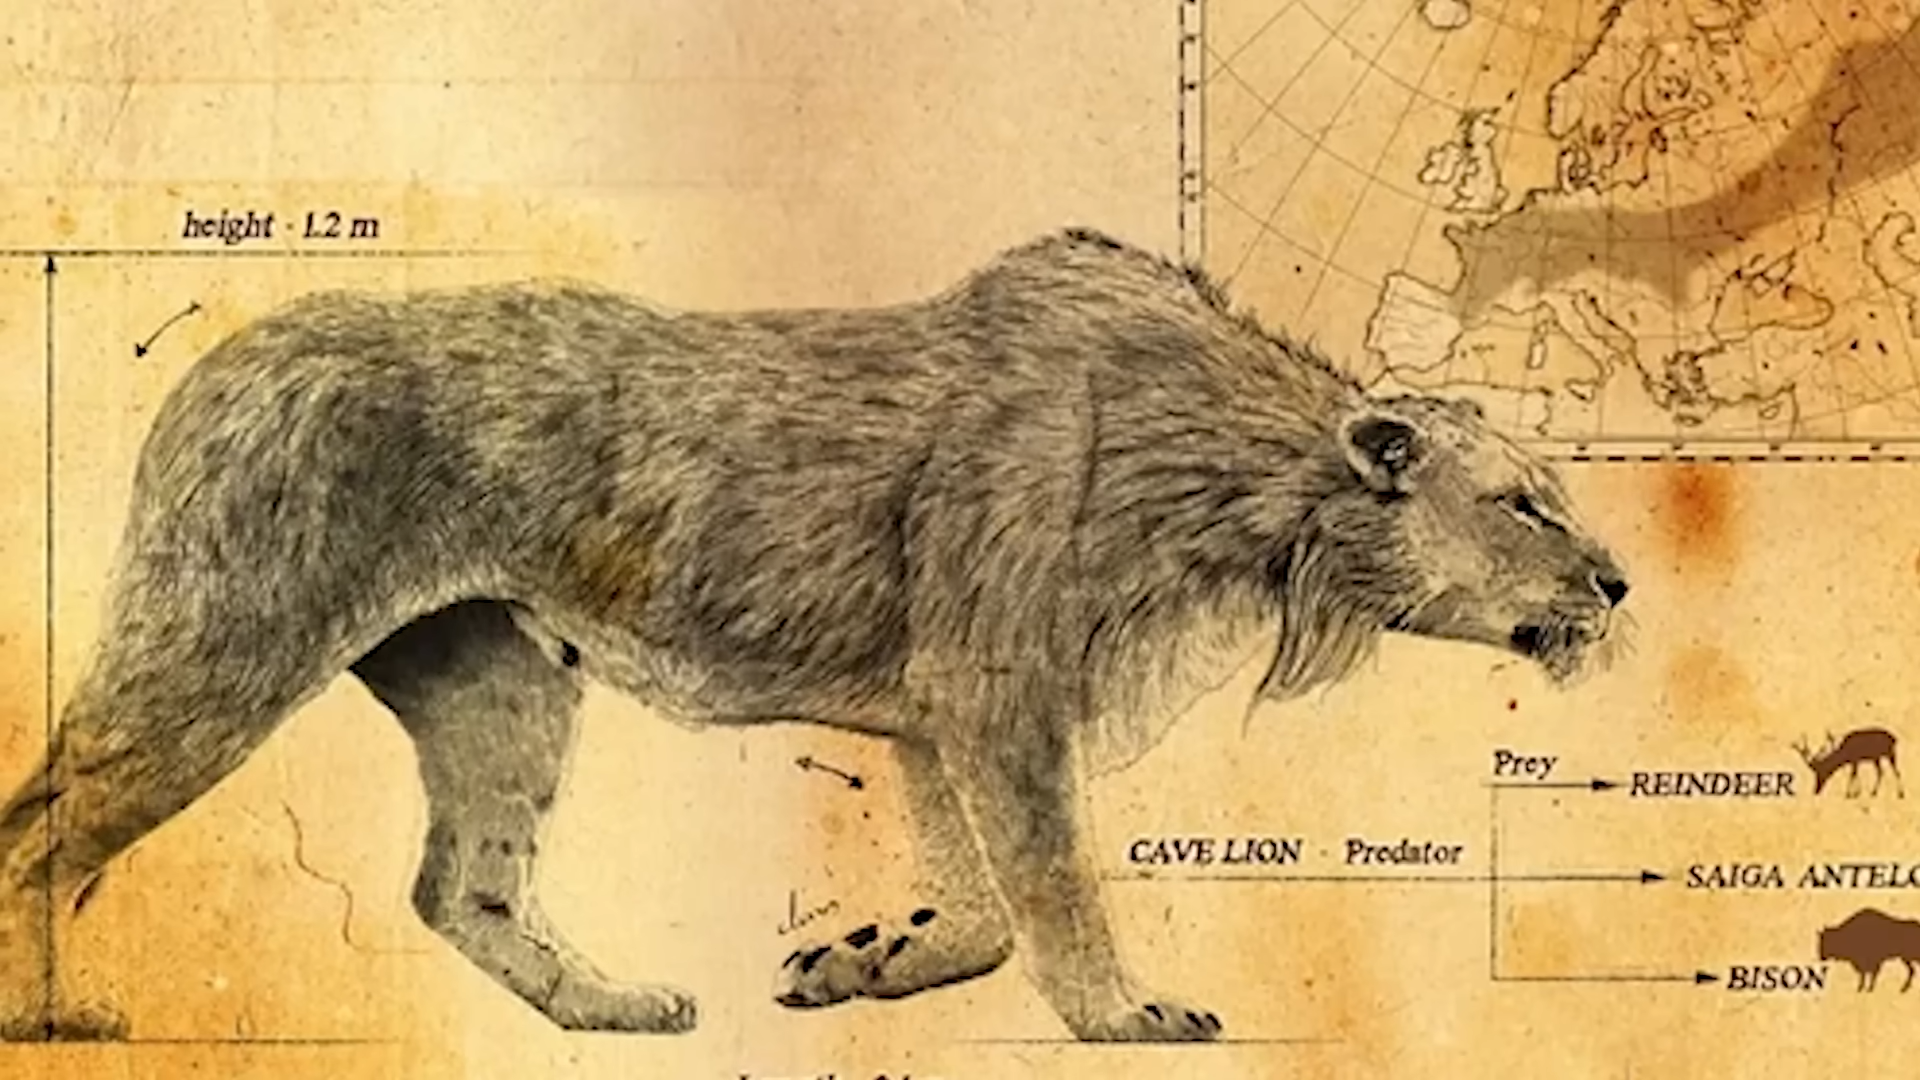 height · 1.2 m
Prey
REINDEER
CAVE LION · Predator
SAIGA ANTELO
BISON